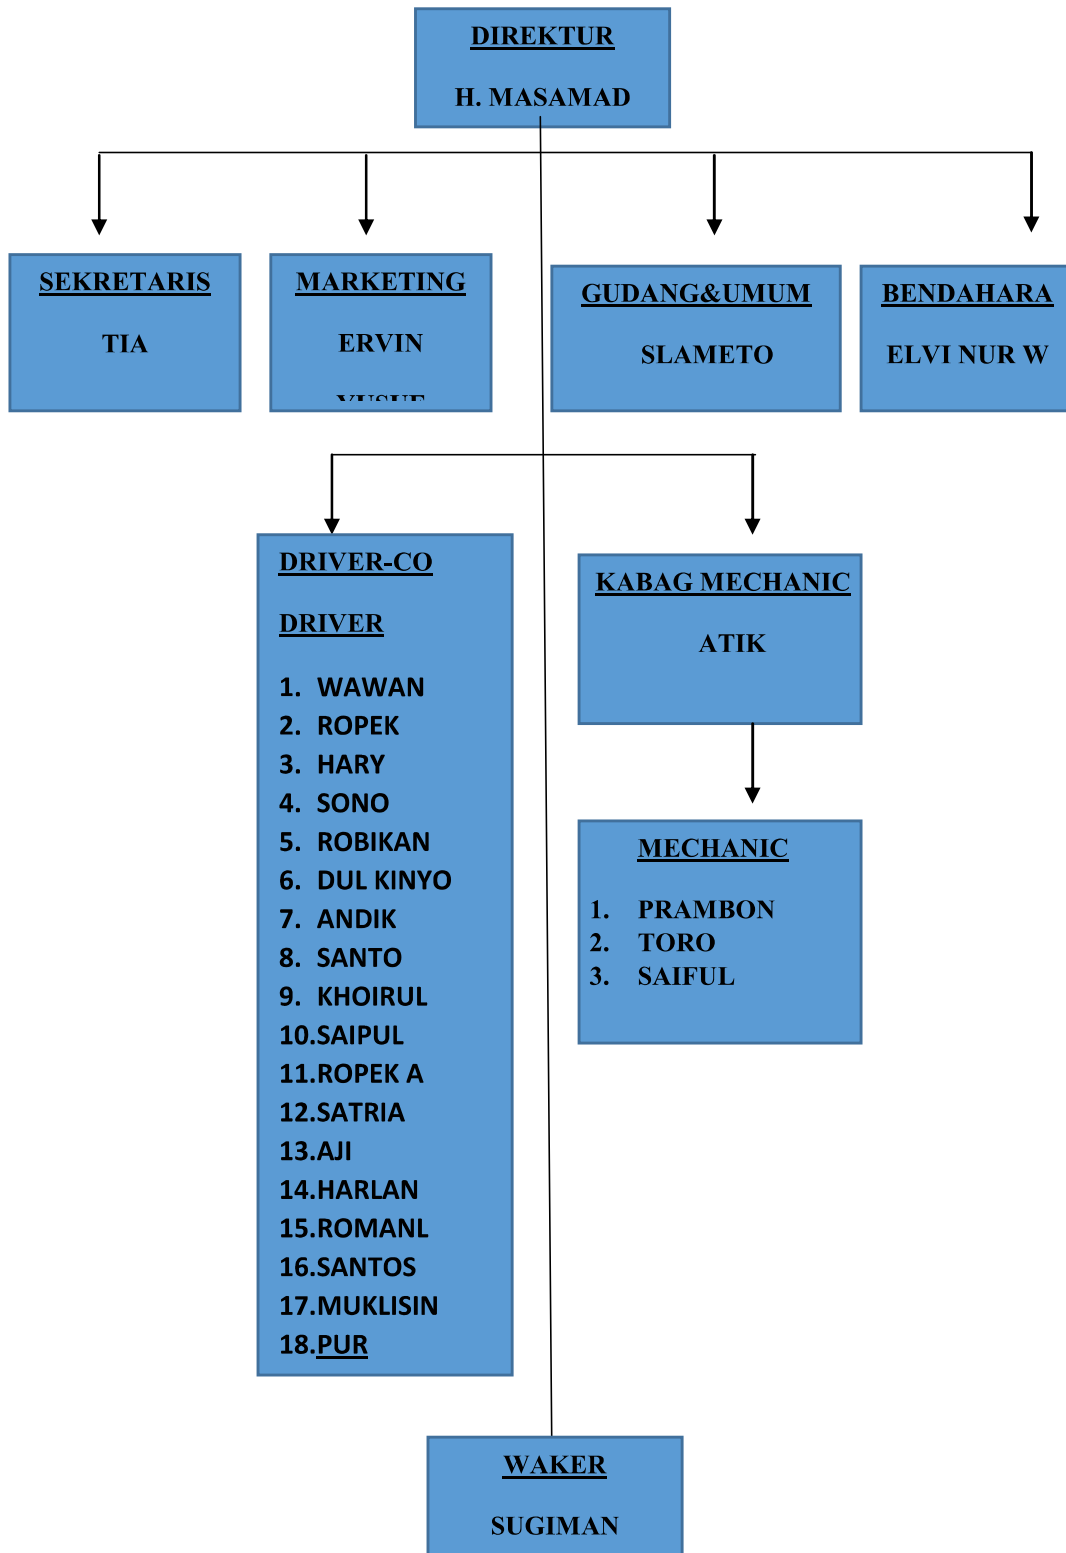 DIREKTUR
H. MASAMAD
SEKRETARIS
TIA
MARKETING
ERVIN
YUSUF
GUDANG&UMUM
SLAMETO
BENDAHARA
ELVI NUR W
DRIVER-CO
DRIVER
1. WAWAN
2. ROPEK
3. HARY
4. SONO
5. ROBIKAN
6. DUL KINYO
7. ANDIK
8. SANTO
9. KHOIRUL
10.SAIPUL
11.ROPEK A
12.SATRIA
13.AJI
14.HARLAN
15.ROMANL
16.SANTOS
17.MUKLISIN
18.PUR
KABAG MECHANIC
ATIK
MECHANIC
1. PRAMBON
2. TORO
3. SAIFUL
WAKER
SUGIMAN